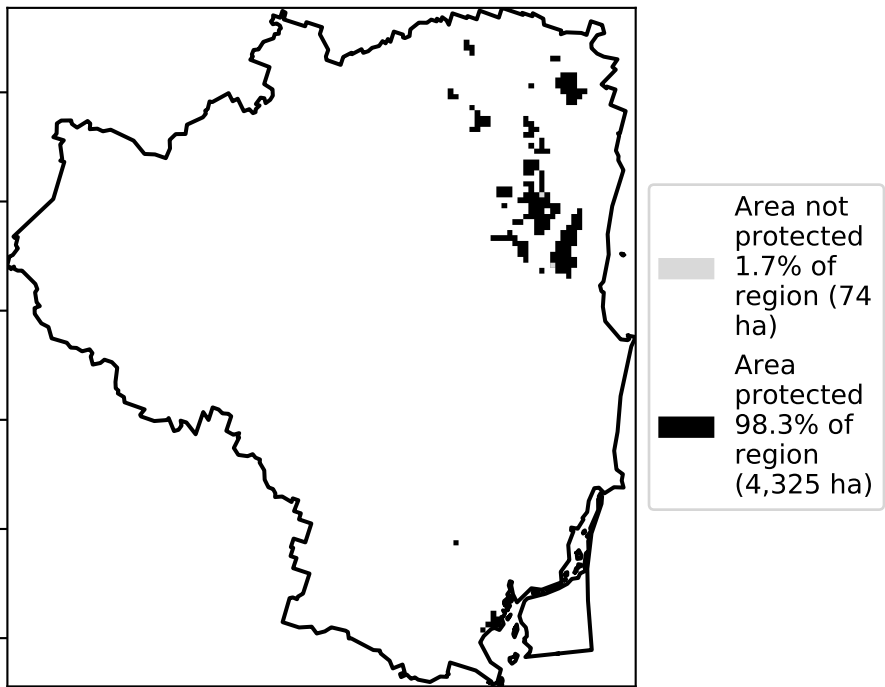 Area not
protected
1.7% of
region (74
ha)
Area
protected
98.3% of
region
(4,325 ha)